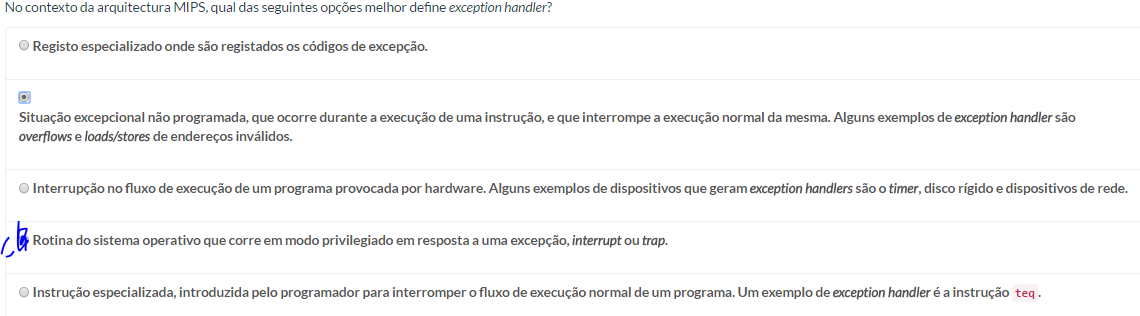 No contexto da arquitectura MIPS, qual das seguintes opções melhor define exception handler?
Registo especializado onde são registados os códigos de excepção.
Situação excepcional não programada, que ocorre durante a execução de uma instrução, e que interrompe a execução normal da mesma. Alguns exemplos de exception handler são
overflows e loads/stores de endereços inválidos.
Interrupção no fluxo de execução de um programa provocada por hardware. Alguns exemplos de dispositivos que geram exception handlers são o timer, disco rígido e dispositivos de rede.
Rotina do sistema operativo que corre em modo privilegiado em resposta a uma excepção, interrupt ou trap.
Instrução especializada, introduzida pelo programador para interromper o fluxo de execução normal de um programa. Um exemplo de exception handler é a instrução teq.